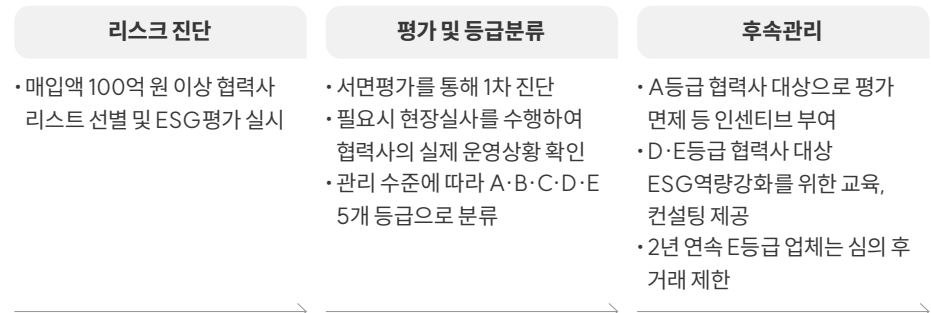 리스크 진단
• 매입액 100억 원 이상 협력사
리스트 선별 및 ESG평가 실시
평가 및 등급분류
• 서면평가를 통해 1차 진단
• 필요시 현장실사를 수행하여
협력사의 실제 운영상황 확인
• 관리 수준에 따라 A·B·C·D·E
5개 등급으로 분류
후속관리
• A등급 협력사 대상으로 평가
면제 등 인센티브 부여
• D·E등급 협력사 대상
ESG역량강화를 위한 교육,
컨설팅 제공
• 2년 연속 E등급 업체는 심의 후
거래 제한